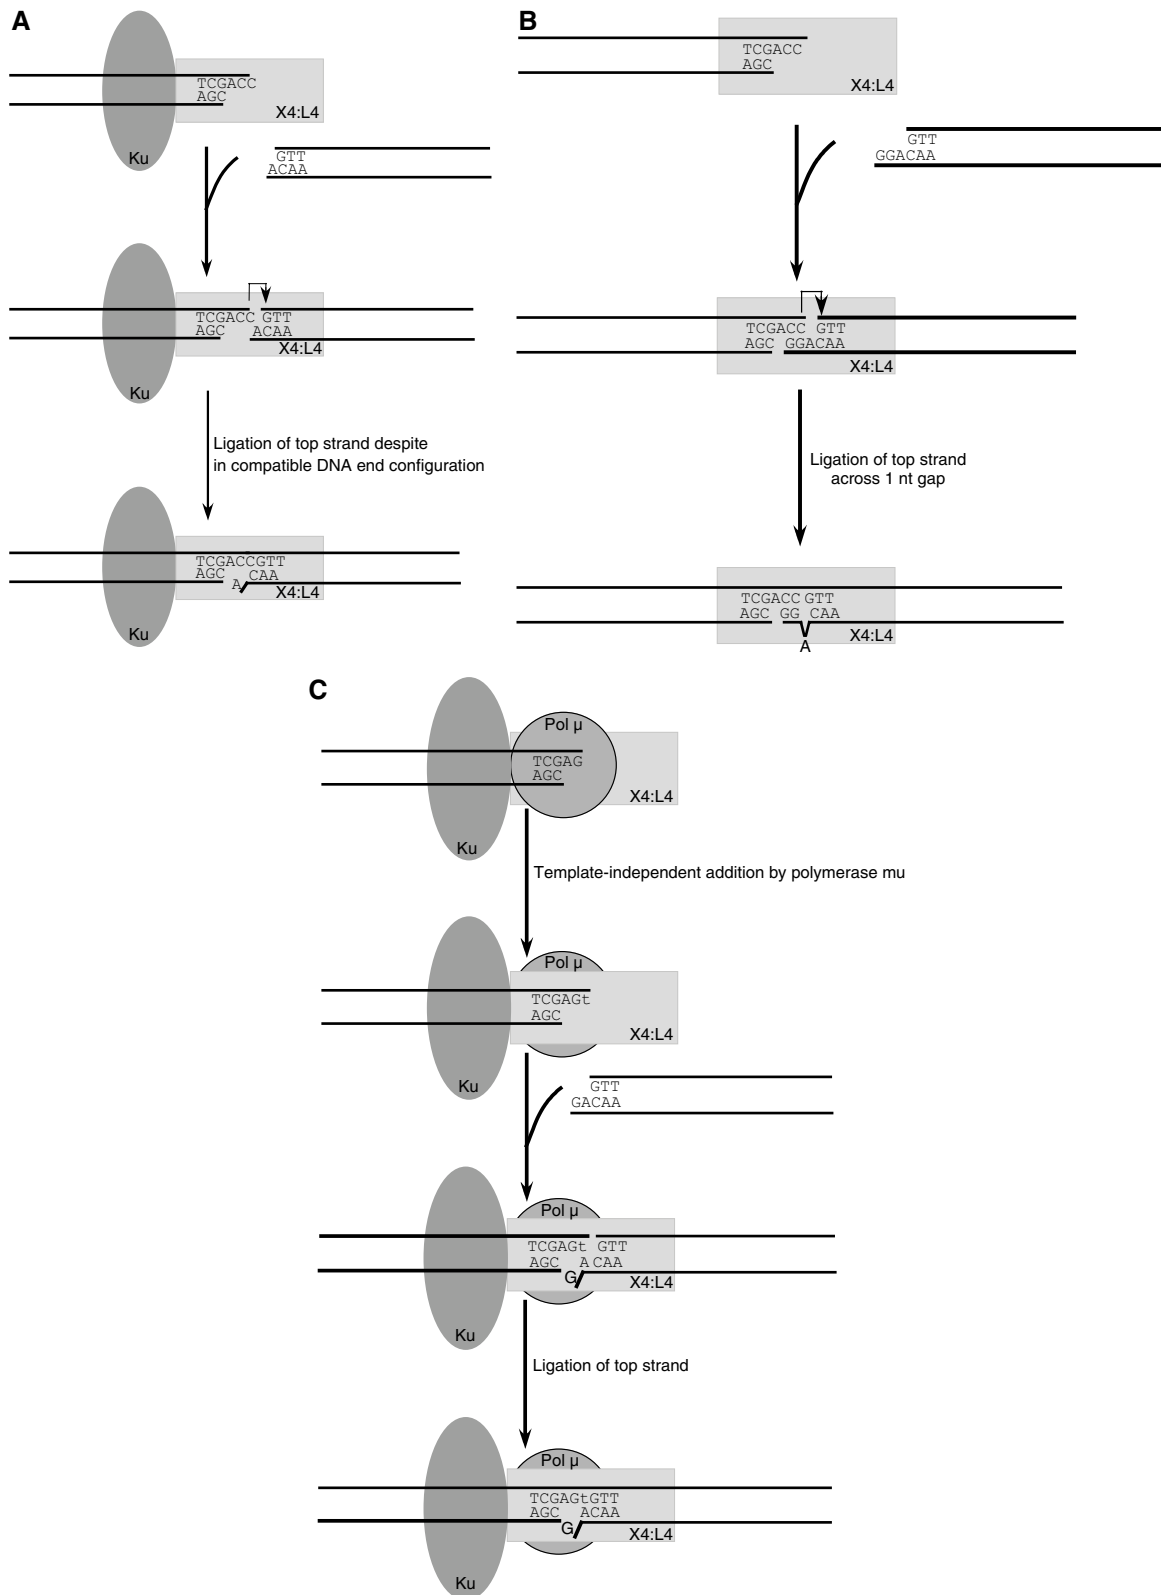 A
TCGACC
AGC
X4:L4
Ku
GTT
ACAA
TCGACC GTT
AGC ACAA
X4:L4
Ku
Ligation of top strand despite
in compatible DNA end configuration
TCGACCGTT
AGC CAA
A
X4:L4
Ku
B
TCGACC
AGC
X4:L4
GTT
GGACAA
TCGACC GTT
AGC GGACAA
X4:L4
Ligation of top strand
across 1 nt gap
TCGACC GTT
AGC GG CAA
X4:L4
A
C
Pol µ
TCGAG
AGC
X4:L4
Ku
Template-independent addition by polymerase mu
Pol µ
TCGAGt
AGC
X4:L4
Ku
GTT
GACAA
Pol µ
TCGAGt GTT
AGC A CAA
G
X4:L4
Ku
Ligation of top strand
Pol µ
TCGAGtGTT
AGC ACAA
G
X4:L4
Ku